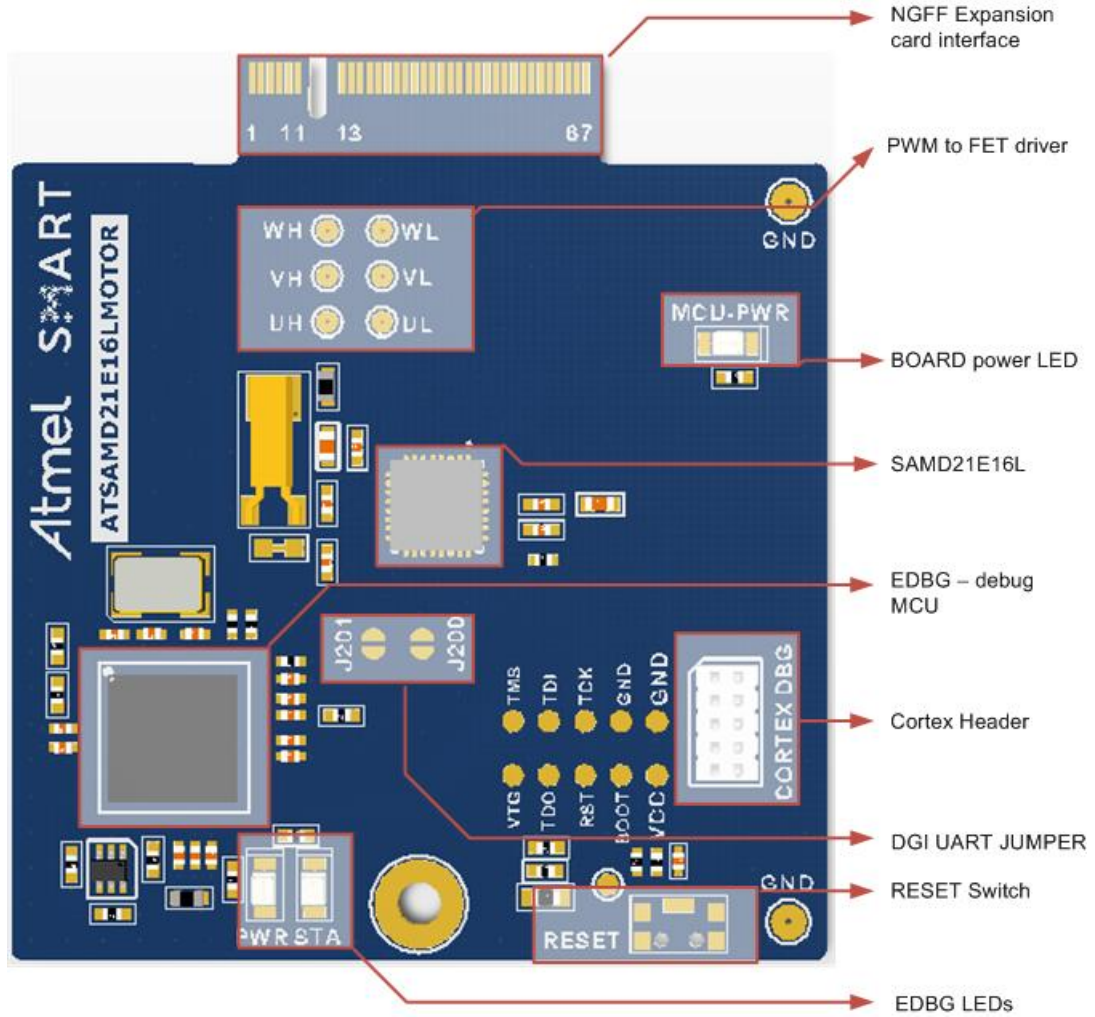 NGFF Expansion
card interface
1 11 13 67
PWM to FET driver
WH WL
VH VL
UH UL
GND
MCU-PWR
BOARD power LED
Atmel SMART
ATSAMD21E16LMOTOR
SAMD21E16L
EDBG – debug
MCU
J201 J200
TMS TDI TCK GND GND
CORTEX DBG
Cortex Header
VTG TDO RST BOOT VCC
DGI UART JUMPER
GND
RESET Switch
PWR STA
RESET
EDBG LEDs